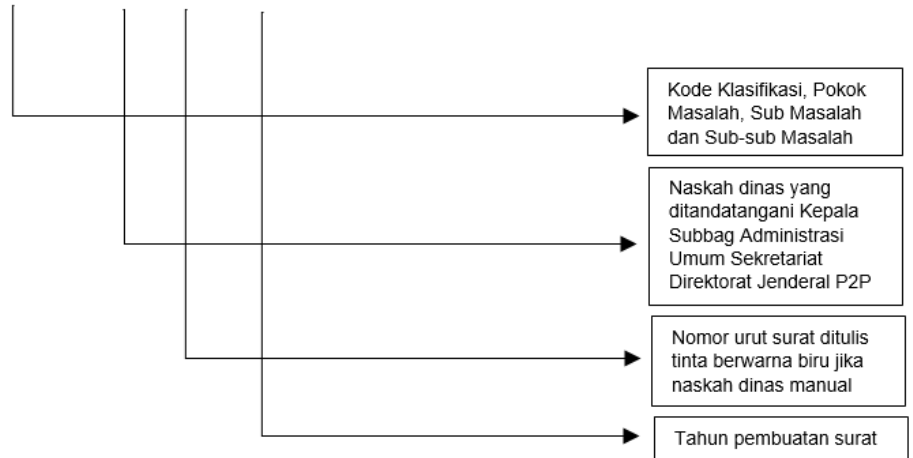 Kode Klasifikasi, Pokok
Masalah, Sub Masalah
dan Sub-sub Masalah
Naskah dinas yang
ditandatangani Kepala
Subbag Administrasi
Umum Sekretariat
Direktorat Jenderal P2P
Nomor urut surat ditulis
tinta berwarna biru jika
naskah dinas manual
Tahun pembuatan surat